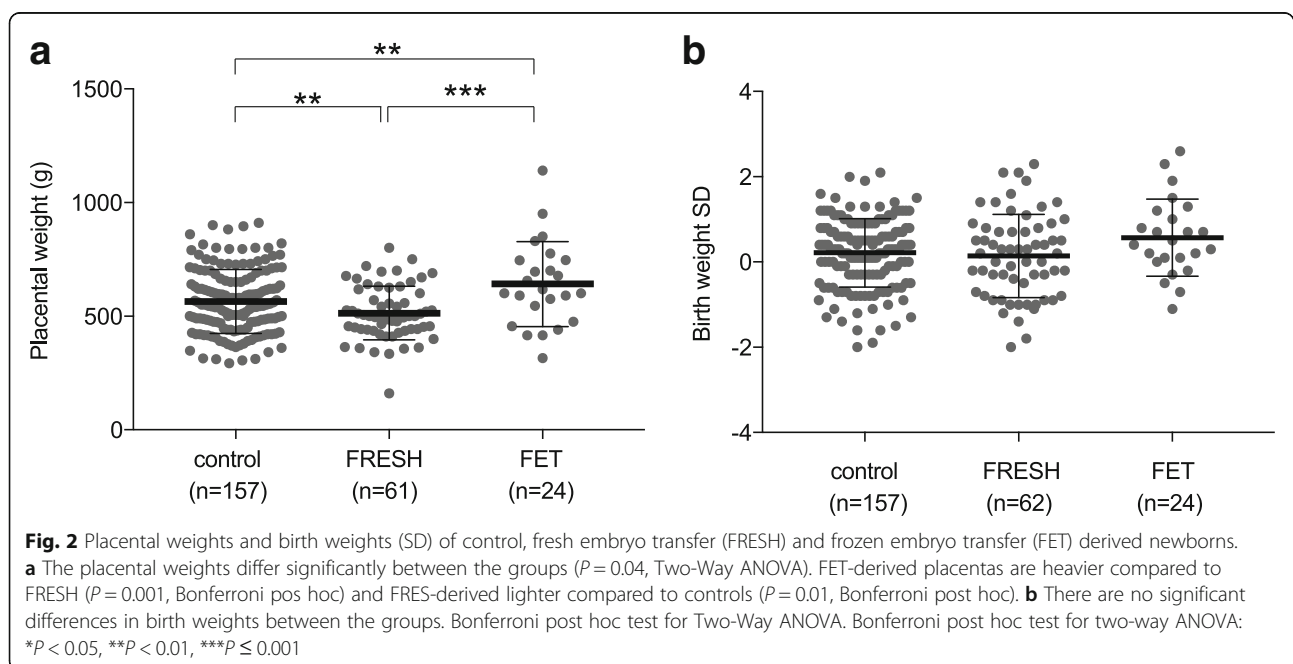 a
**
**
***
1500
1000
500
0
Placental weight (g)
control
(n=157)
FRESH
(n=61)
FET
(n=24)
b
4
2
0
-2
-4
Birth weight SD
control
(n=157)
FRESH
(n=62)
FET
(n=24)
Fig. 2 Placental weights and birth weights (SD) of control, fresh embryo transfer (FRESH) and frozen embryo transfer (FET) derived newborns.
a The placental weights differ significantly between the groups (P = 0.04, Two-Way ANOVA). FET-derived placentas are heavier compared to
FRESH (P = 0.001, Bonferroni pos hoc) and FRES-derived lighter compared to controls (P = 0.01, Bonferroni post hoc). b There are no significant
differences in birth weights between the groups. Bonferroni post hoc test for Two-Way ANOVA. Bonferroni post hoc test for two-way ANOVA:
*P < 0.05, **P < 0.01, ***P ≤ 0.001